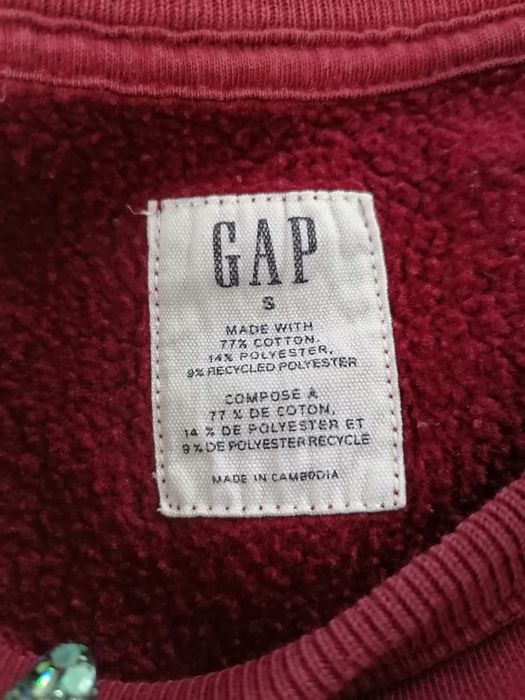 GAP
S
MADE WITH
77% COTTON.
14% POLYESTER,
9% RECYCLED POLYESTER
COMPOSÉ À
77 % DE COTON,
14 % DE POLYESTER ET
9 % DE POLYESTER RECYCLE
MADE IN CAMBODIA